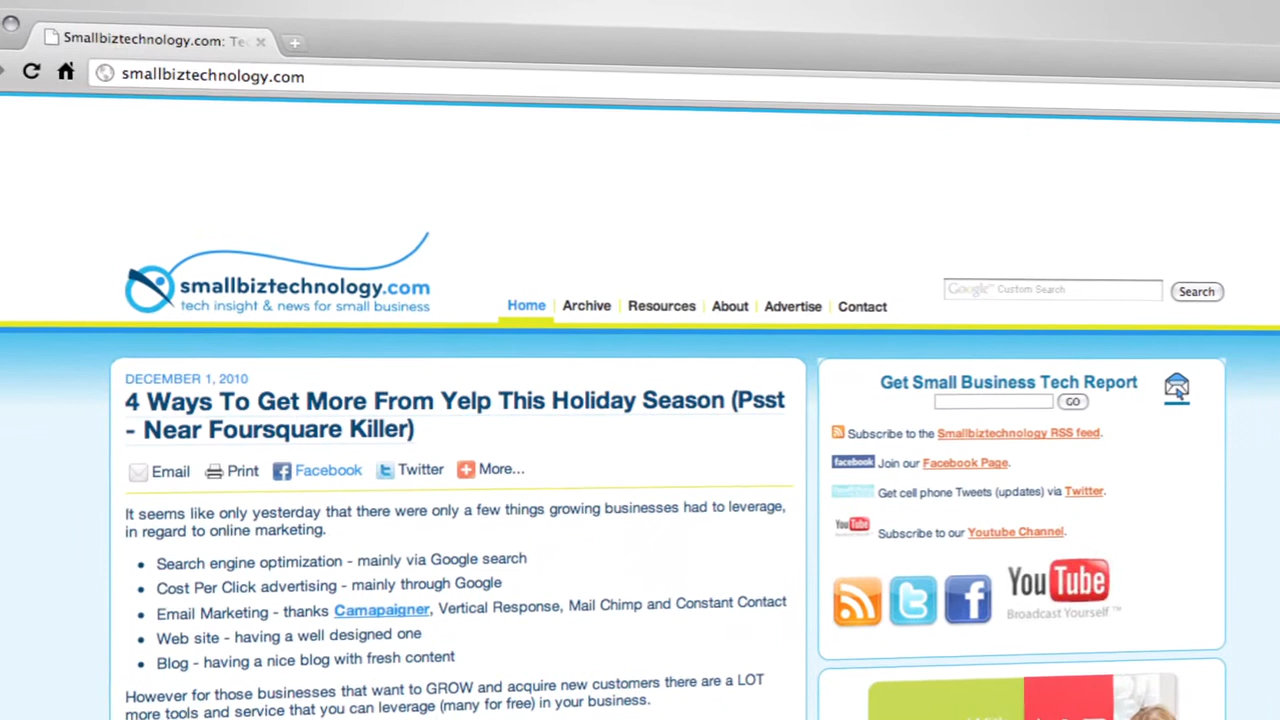 Smallbiztechnology.com: Te
smallbiztechnology.com
smallbiztechnology.com
tech insight & news for small business
Home
Archive
Resources
About
Advertise
Contact
Google™ Custom Search
Search
DECEMBER 1, 2010
4 Ways To Get More From Yelp This Holiday Season (Psst
- Near Foursquare Killer)
Email
Print
Facebook
Twitter
More...
It seems like only yesterday that there were only a few things growing businesses had to leverage,
in regard to online marketing.
• Search engine optimization - mainly via Google search
• Cost Per Click advertising - mainly through Google
• Email Marketing - thanks Camapaigner, Vertical Response, Mail Chimp and Constant Contact
• Web site - having a well designed one
• Blog - having a nice blog with fresh content
However for those businesses that want to GROW and acquire new customers there are a LOT
more tools and service that you can leverage (many for free) in your business.
Get Small Business Tech Report
GO
Subscribe to the Smallbiztechnology RSS feed.
facebook Join our Facebook Page.
Get cell phone Tweets (updates) via Twitter.
YouTube
Subscribe to our Youtube Channel.
YouTube
Broadcast Yourself™